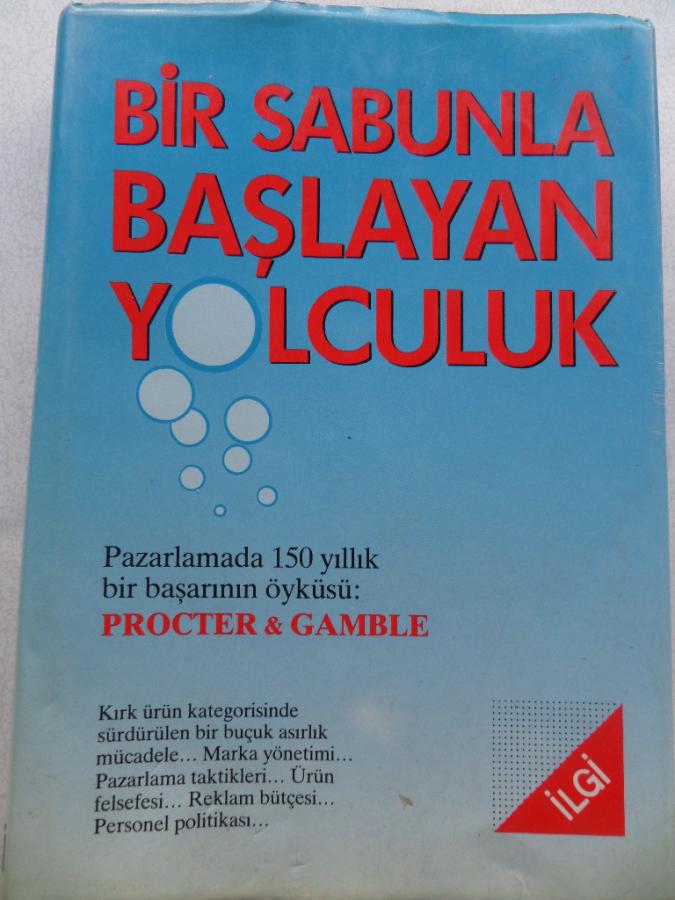 BİR SABUNLA
BAŞLAYAN
YOLCULUK
Pazarlamada 150 yıllık
bir başarının öyküsü:
PROCTER & GAMBLE
Kırk ürün kategorisinde
sürdürülen bir buçuk asırlık
mücadele... Marka yönetimi...
Pazarlama taktikleri... Ürün
felsefesi... Reklam bütçesi...
Personel politikası...
İLGİ